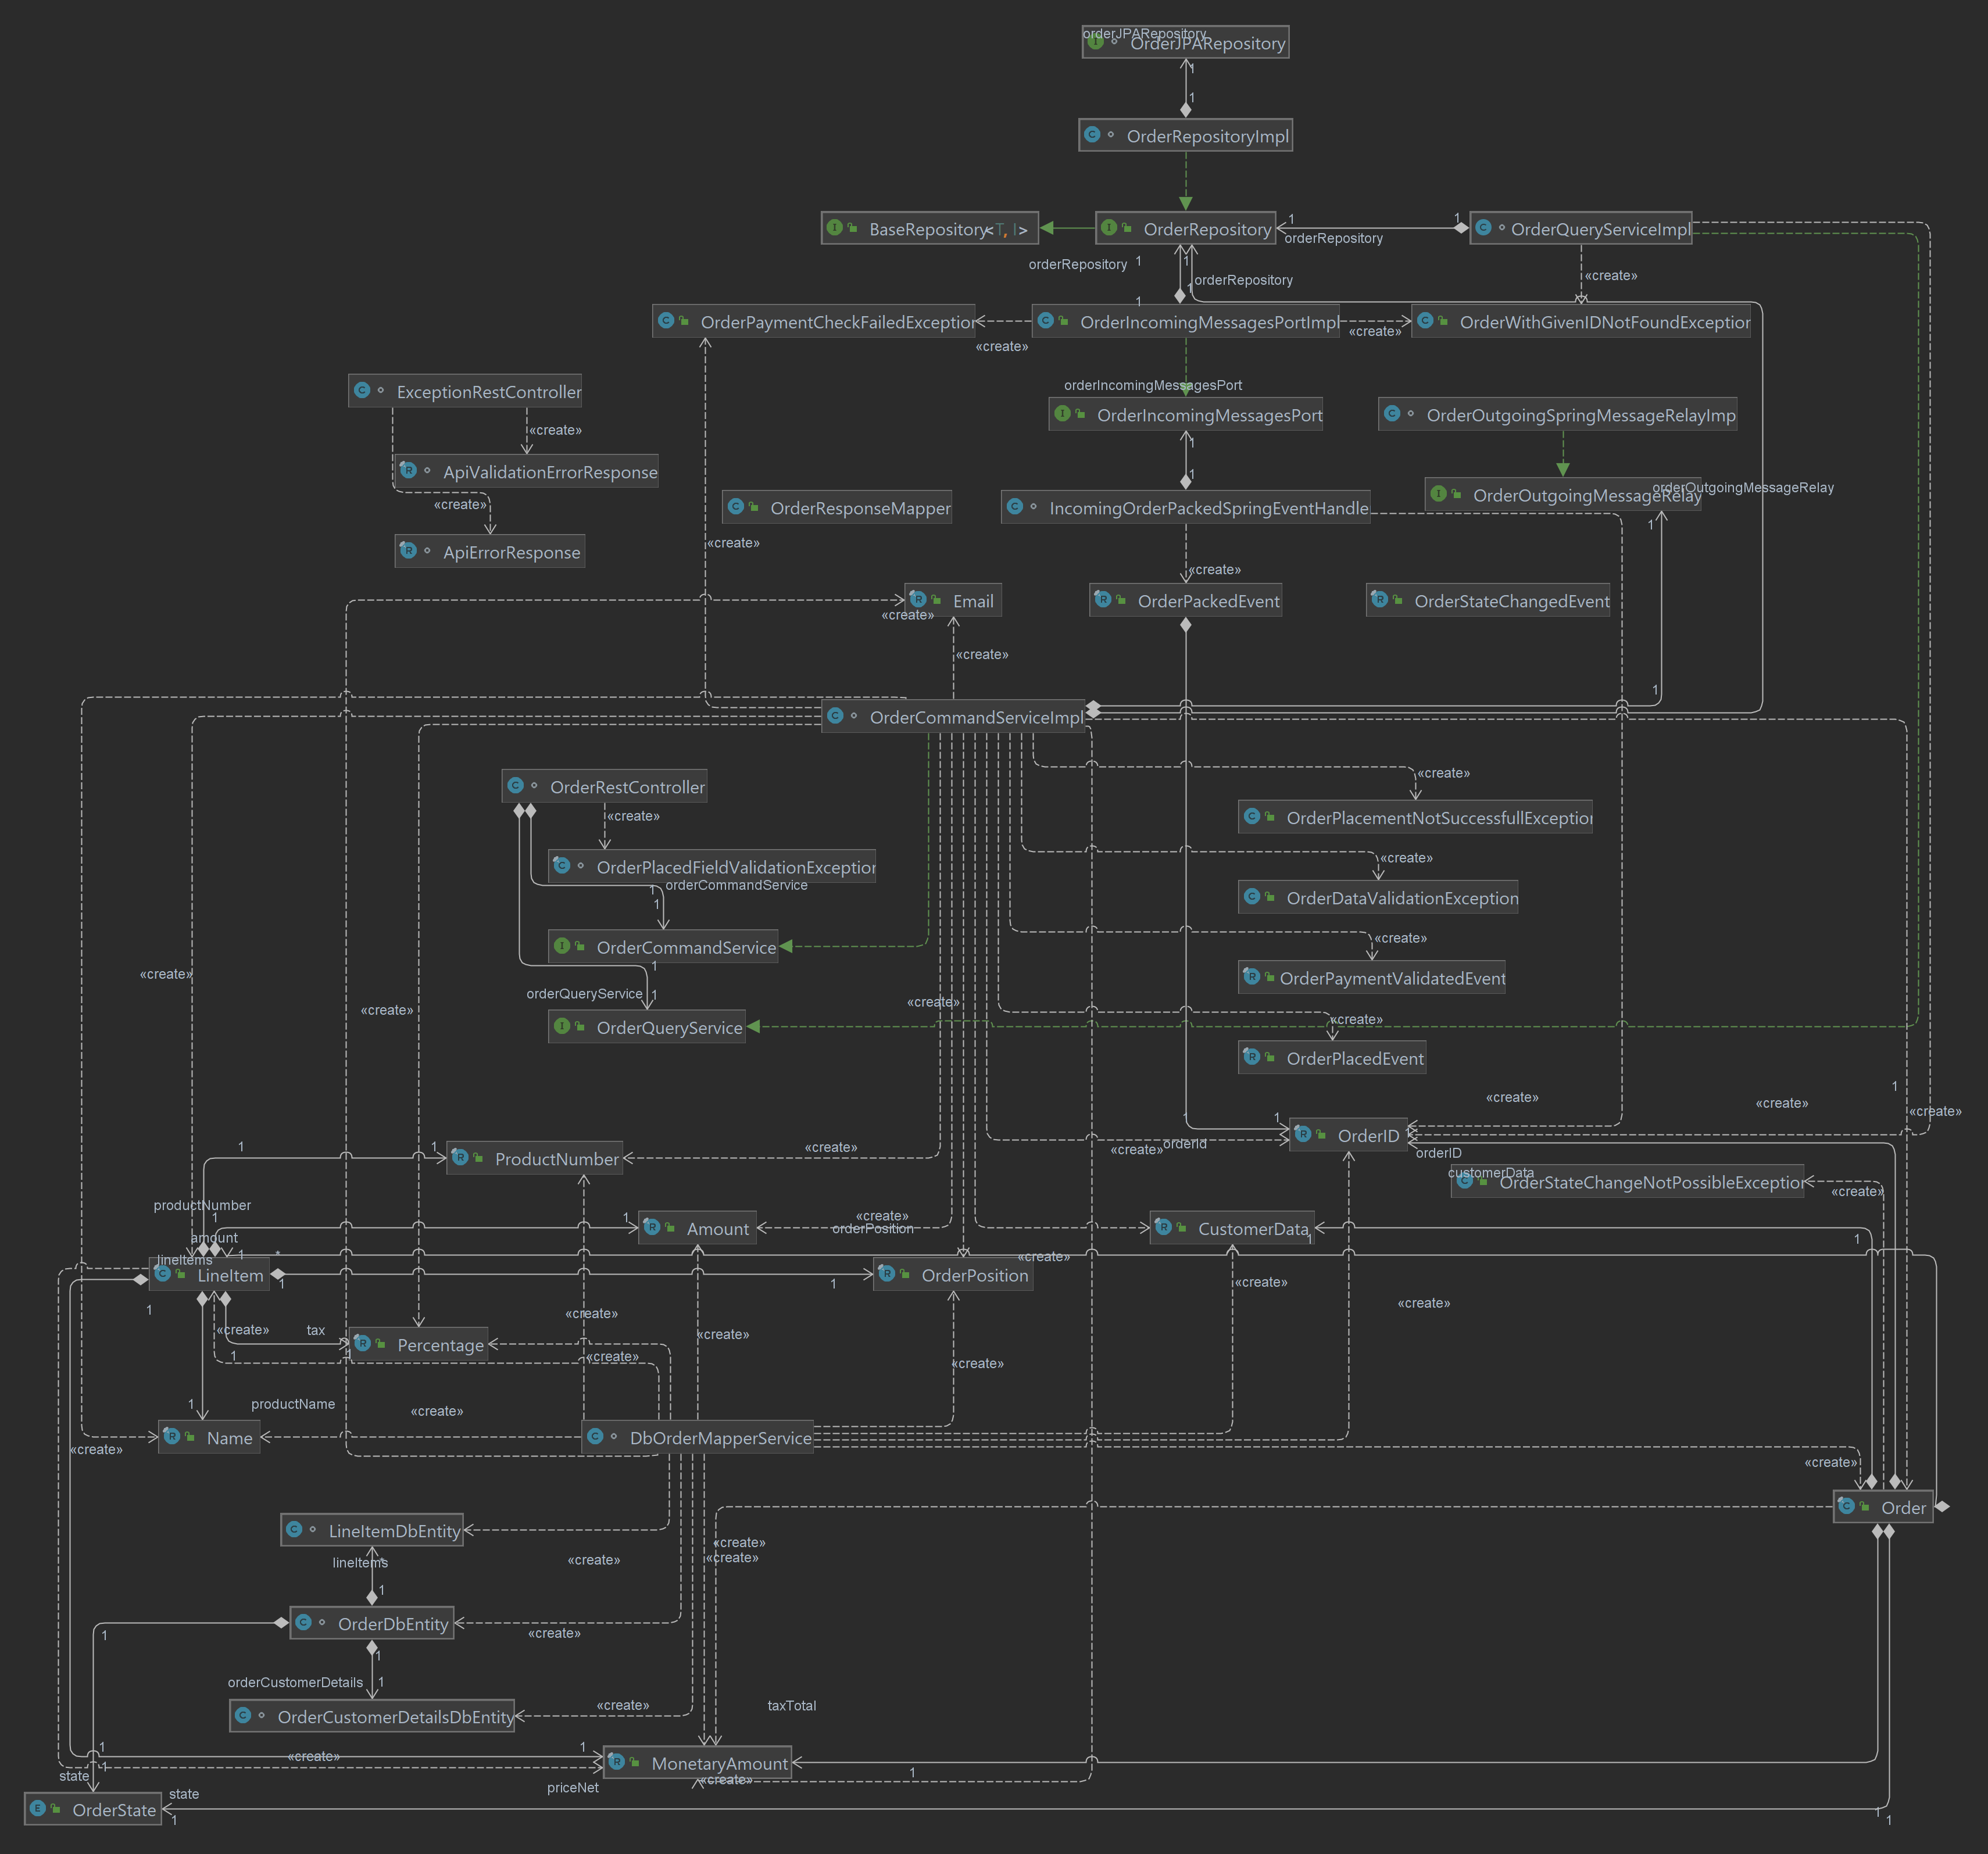 orderJPARepository
OrderJPARepository
1
1
OrderRepositoryImpl
BaseRepository<T, I>
OrderRepository
1
orderRepository
1
OrderQueryServiceImpl
orderRepository
1
1
orderRepository
«create»
1
1
OrderPaymentCheckFailedException
OrderIncomingMessagesPortImpl
OrderWithGivenIDNotFoundException
«create»
«create»
ExceptionRestController
orderIncomingMessagesPort
OrderIncomingMessagesPort
OrderOutgoingSpringMessageRelayImp
«create»
1
1
ApiValidationErrorResponse
«create»
OrderResponseMapper
IncomingOrderPackedSpringEventHandle
OrderOutgoingMessageRelay
orderOutgoingMessageRelay
1
ApiErrorResponse
«create»
«create»
Email
«create»
OrderPackedEvent
OrderStateChangedEvent
«create»
1
OrderCommandServiceImpl
OrderRestController
«create»
«create»
OrderPlacementNotSuccessfullException
OrderPlacedFieldValidationException
1
orderCommandService
1
«create»
OrderDataValidationException
OrderCommandService
«create»
1
OrderPaymentValidatedEvent
«create»
orderQueryService
1
«create»
«create»
OrderQueryService
«create»
OrderPlacedEvent
1
«create»
«create»
«create»
1
1
OrderID
orderId
«create»
orderID
1
1
ProductNumber
«create»
customerData
OrderStateChangeNotPossibleException
«create»
productNumber
1
1
Amount
«create»
orderPosition
CustomerData
1
1
amount
1
*
lineItems
«create»
LineItem
1
1
OrderPosition
«create»
1
«create»
«create»
«create»
tax
«create»
1
1
Percentage
«create»
«create»
1
productName
«create»
Name
«create»
DbOrderMapperService
«create»
Order
LineItemDbEntity
«create»
«create»
«create»
lineItems
*
1
OrderDbEntity
1
«create»
1
orderCustomerDetails
1
OrderCustomerDetailsDbEntity
«create»
taxTotal
1
1
«create»
1
MonetaryAmount
1
state
priceNet
«create»
OrderState
state
1
1
1